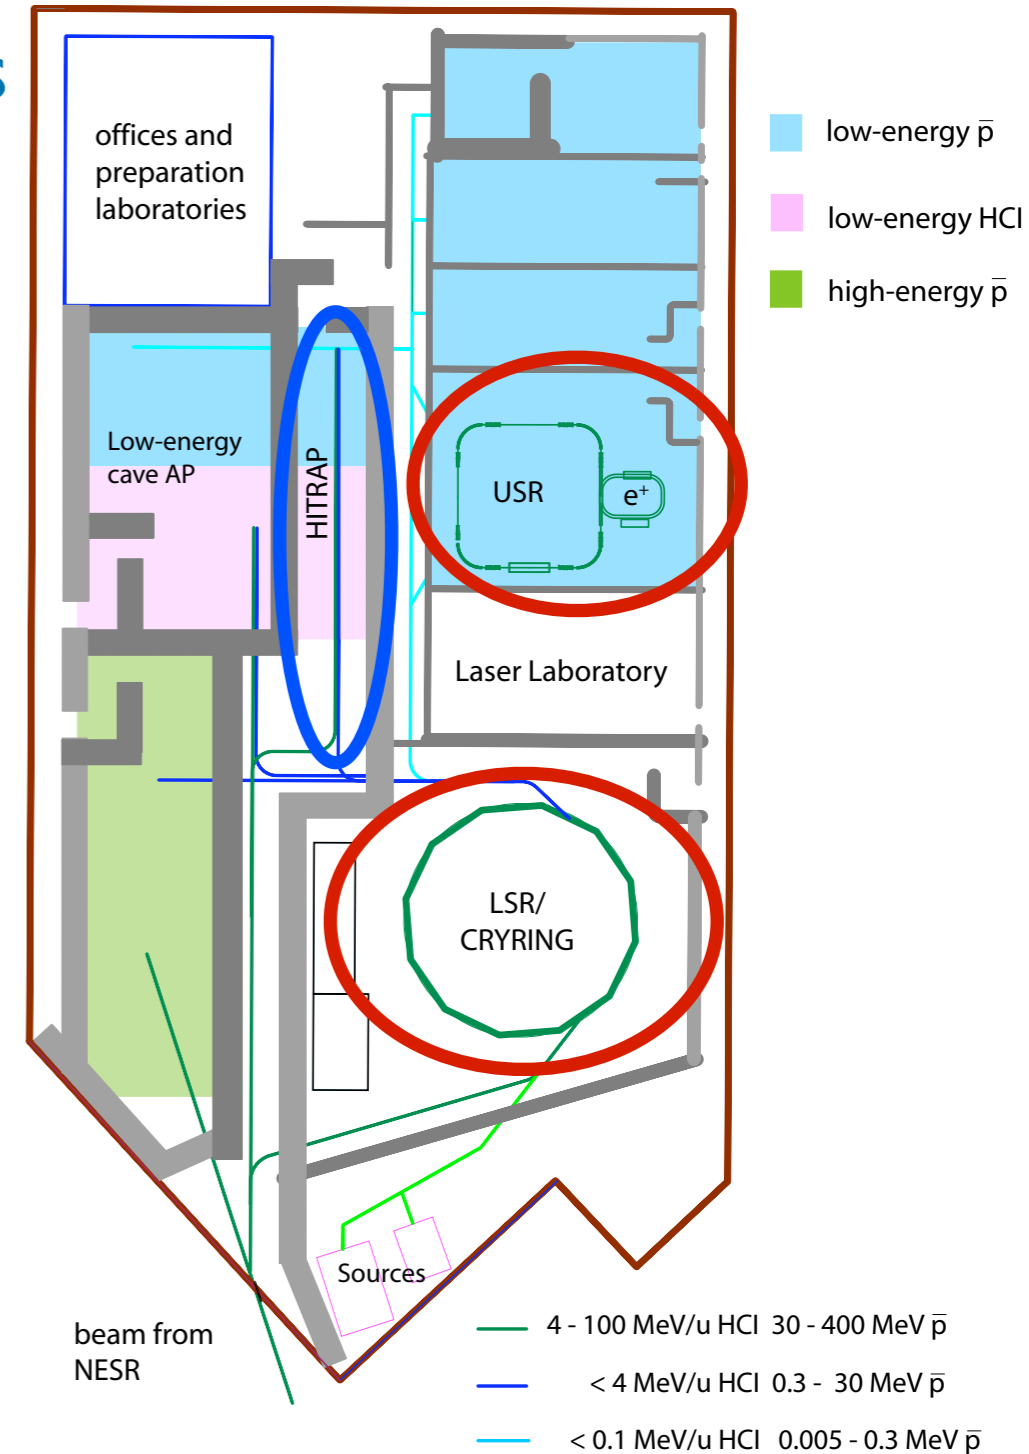 s
offices and
preparation
laboratories
low-energy p̄
low-energy HCI
high-energy p̄
Low-energy
cave AP
HITRAP
USR
e⁺
Laser Laboratory
LSR/
CRYRING
Sources
beam from
NESR
4 - 100 MeV/u HCI 30 - 400 MeV p̄
< 4 MeV/u HCI 0.3 - 30 MeV p̄
< 0.1 MeV/u HCI 0.005 - 0.3 MeV p̄